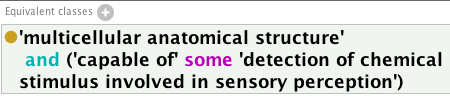 Equivalent classes
'multicellular anatomical structure'
and ('capable of' some 'detection of chemical
stimulus involved in sensory perception')